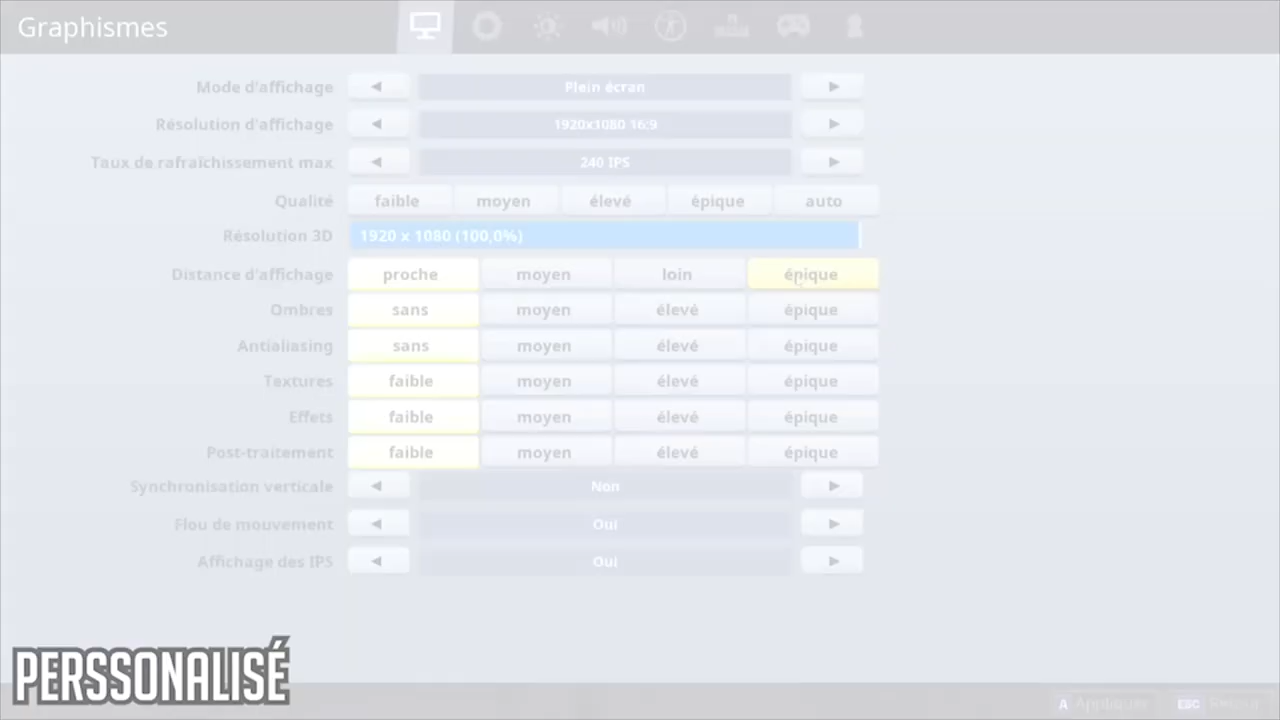 Graphismes
Mode d'affichage Plein écran
Résolution d'affichage 1920x1080 16:9
Taux de rafraîchissement max 240 IPS
Qualité faible moyen élevé épique auto
Résolution 3D 1920 x 1080 (100,0%)
Distance d'affichage proche moyen loin épique
Ombres sans moyen élevé épique
Antialiasing sans moyen élevé épique
Textures faible moyen élevé épique
Effets faible moyen élevé épique
Post-traitement faible moyen élevé épique
Synchronisation verticale Non
Flou de mouvement Oui
Affichage des IPS Oui
PERSSONALISÉ
A Appliquer ESC Retour